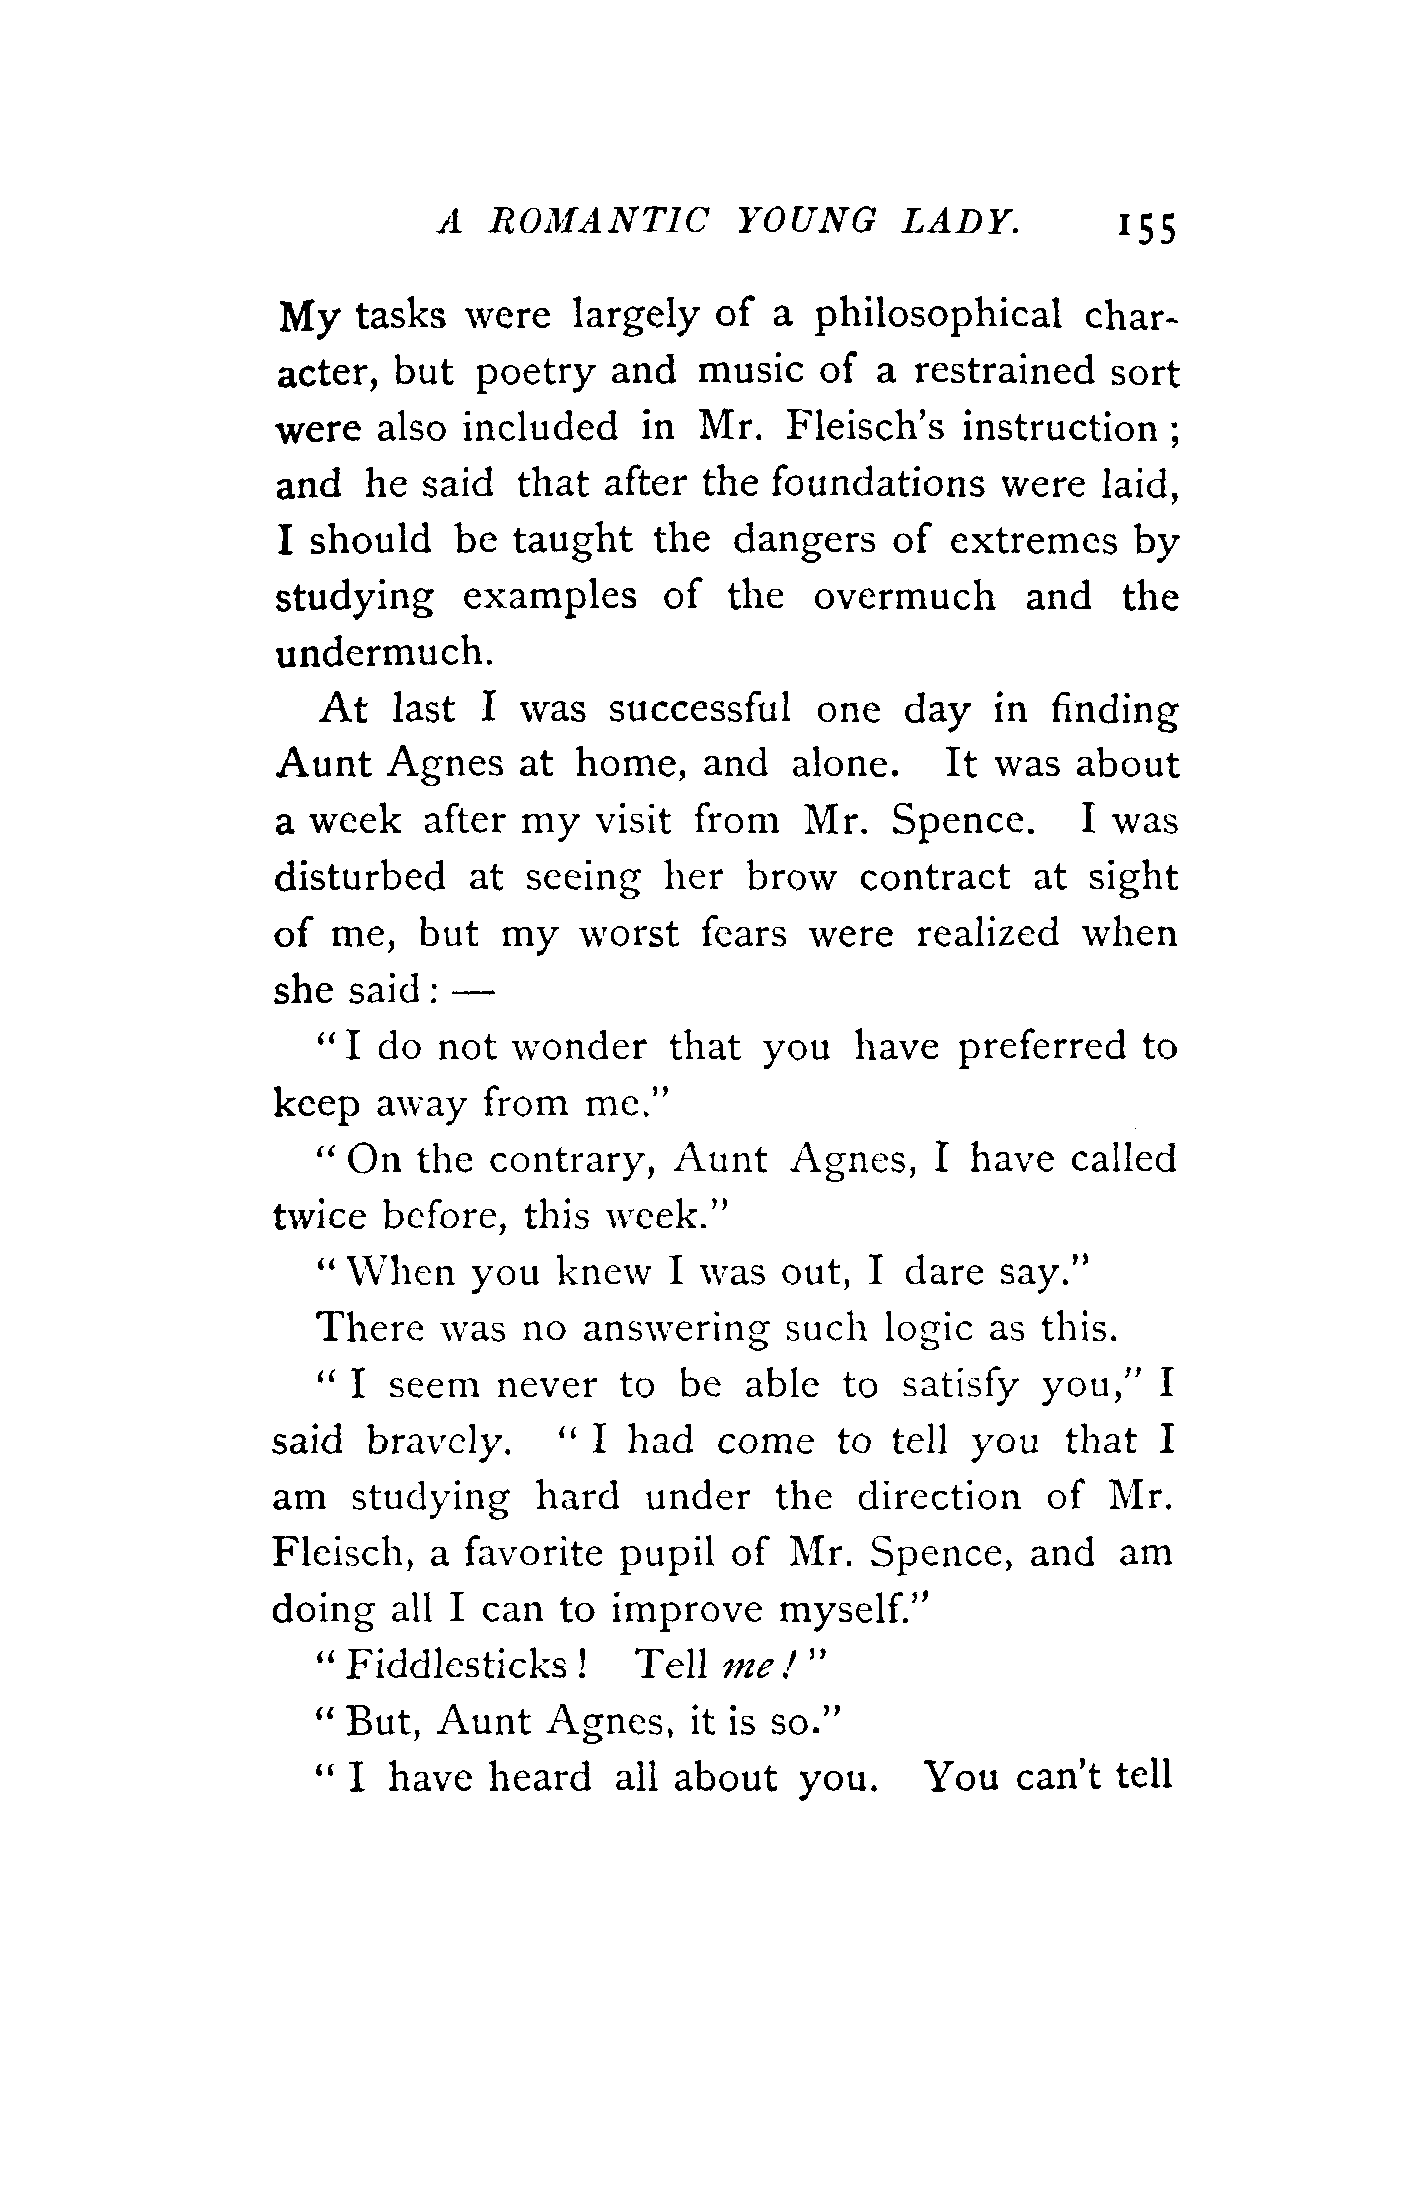 A ROMANTIC YOUNG LADY. 155
My tasks were largely of a philosophical char-
acter, but poetry and music of a restrained sort
were also included in Mr. Fleisch's instruction ;
and he said that after the foundations were laid,
I should be taught the dangers of extremes by
studying examples of the overmuch and the
undermuch.
At last I was successful one day in finding
Aunt Agnes at home, and alone. It was about
a week after my visit from Mr. Spence. I was
disturbed at seeing her brow contract at sight
of me, but my worst fears were realized when
she said : —
“ I do not wonder that you have preferred to
keep away from me.”
“ On the contrary, Aunt Agnes, I have called
twice before, this week.”
“ When you knew I was out, I dare say.”
There was no answering such logic as this.
“ I seem never to be able to satisfy you,” I
said bravely. “ I had come to tell you that I
am studying hard under the direction of Mr.
Fleisch, a favorite pupil of Mr. Spence, and am
doing all I can to improve myself.”
“ Fiddlesticks ! Tell me ! ”
“ But, Aunt Agnes, it is so.”
“ I have heard all about you. You can't tell